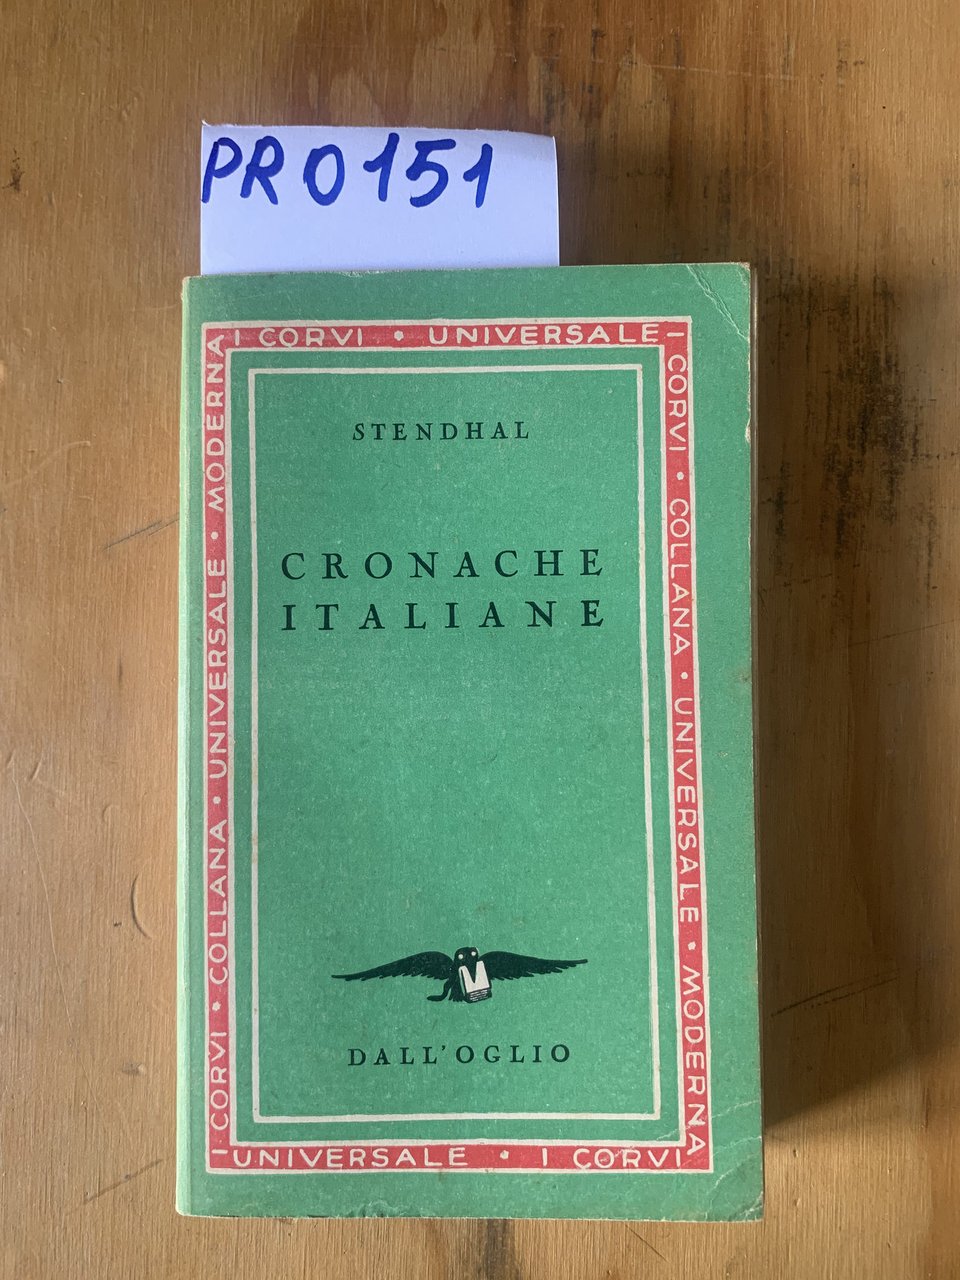 PR0151
I CORVI • UNIVERSALE
I CORVI • COLLANA • UNIVERSALE • MODERNA
STENDHAL
CRONACHE
ITALIANE
M
DALL'OGLIO
I CORVI • COLLANA • UNIVERSALE • MODERNA
UNIVERSALE • I CORVI